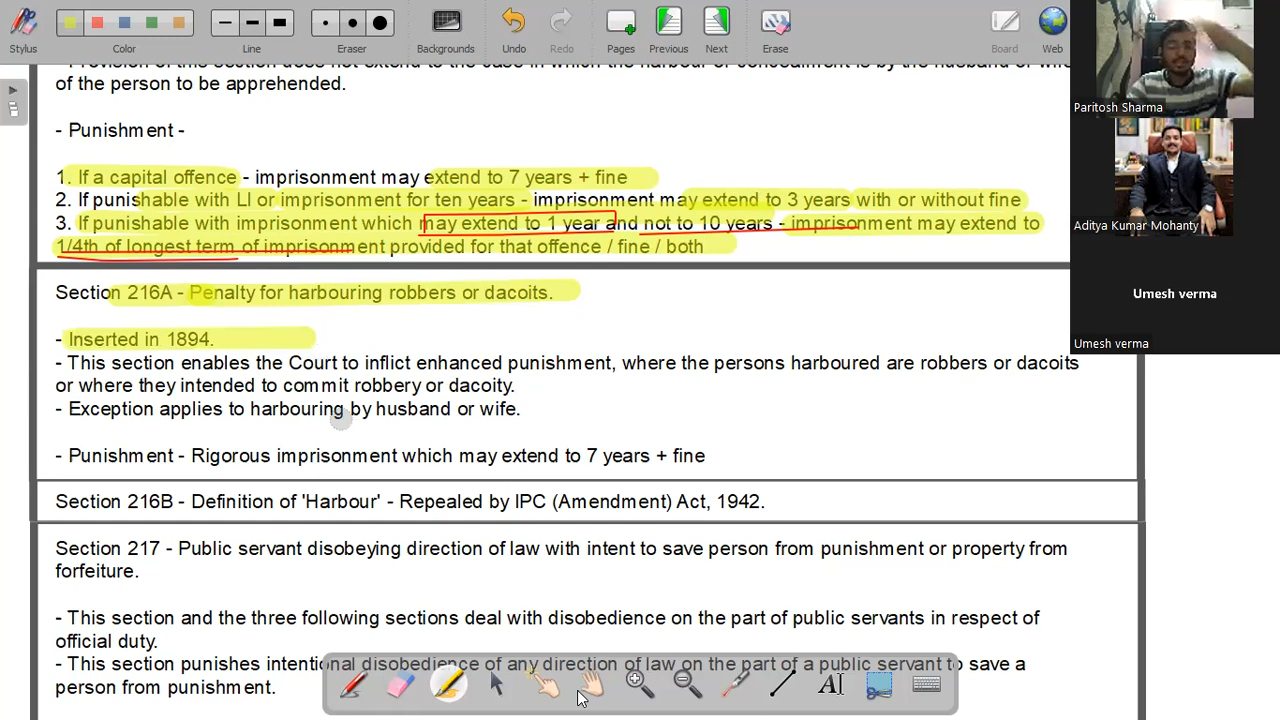 Stylus
Color
Line
Eraser
Backgrounds
Undo
Redo
Pages
Previous
Next
Erase
Board
Web
of the person to be apprehended.
- Punishment -
1. If a capital offence - imprisonment may extend to 7 years + fine
2. If punishable with LI or imprisonment for ten years - imprisonment may extend to 3 years with or without fine
3. If punishable with imprisonment which may extend to 1 year and not to 10 years - imprisonment may extend to
1/4th of longest term of imprisonment provided for that offence / fine / both
Section 216A - Penalty for harbouring robbers or dacoits.
- Inserted in 1894.
- This section enables the Court to inflict enhanced punishment, where the persons harboured are robbers or dacoits
or where they intended to commit robbery or dacoity.
- Exception applies to harbouring by husband or wife.
- Punishment - Rigorous imprisonment which may extend to 7 years + fine
Section 216B - Definition of 'Harbour' - Repealed by IPC (Amendment) Act, 1942.
Section 217 - Public servant disobeying direction of law with intent to save person from punishment or property from
forfeiture.
- This section and the three following sections deal with disobedience on the part of public servants in respect of
official duty.
- This section punishes intentional disobedience of any direction of law on the part of a public servant to save a
person from punishment.
Paritosh Sharma
Aditya Kumar Mohanty
Umesh verma
Umesh verma